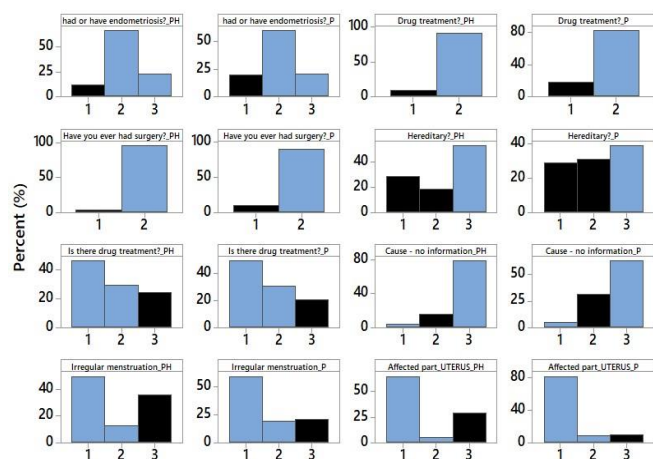 had or have endometriosis?_PH
had or have endometriosis?_P
Drug treatment?_PH
Drug treatment?_P
50
25
0
1 2 3
50
25
0
1 2 3
100
50
0
1 2
80
40
0
1 2
Have you ever had surgery?_PH
Have you ever had surgery?_P
Hereditary?_PH
Hereditary?_P
100
50
0
1 2
100
50
0
1 2
40
20
0
1 2 3
40
20
0
1 2 3
Percent (%)
Is there drug treatment?_PH
Is there drug treatment?_P
Cause - no information_PH
Cause - no information_P
40
20
0
1 2 3
40
20
0
1 2 3
80
40
0
1 2 3
50
25
0
1 2 3
Irregular menstruation_PH
Irregular menstruation_P
Affected part_UTERUS_PH
Affected part_UTERUS_P
40
20
0
1 2 3
50
25
0
1 2 3
50
25
0
1 2 3
80
40
0
1 2 3